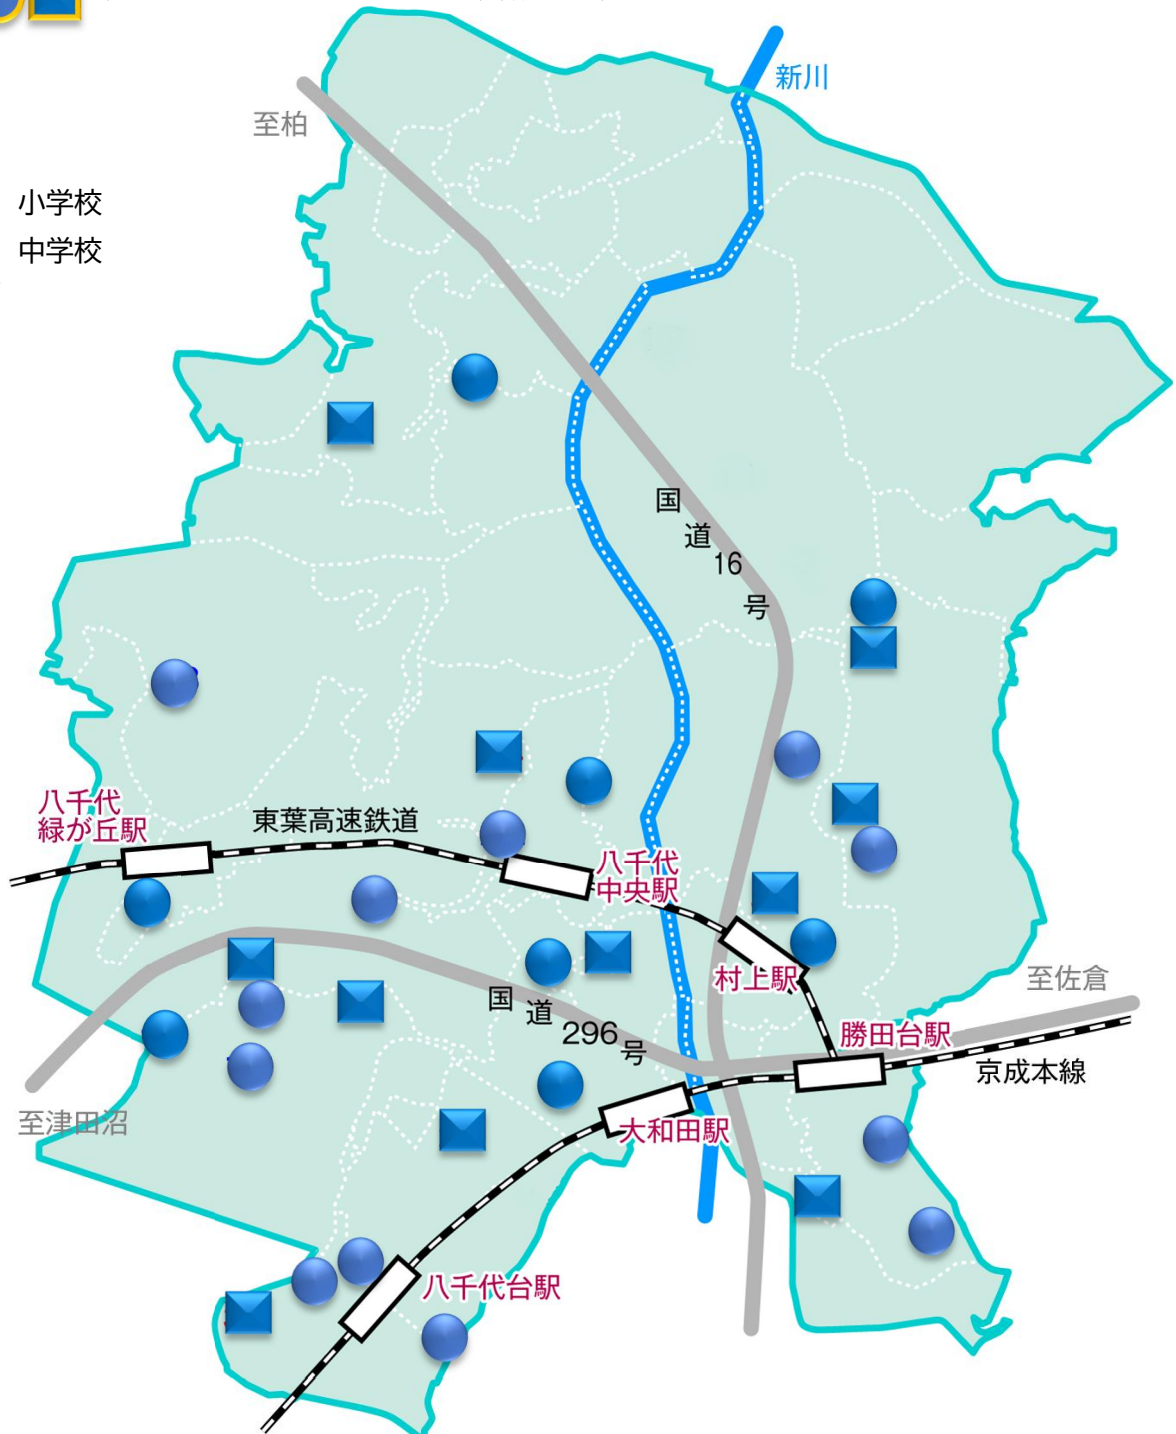 新川
至柏
小学校
中学校
国
道
16
号
八千代
緑が丘駅
東葉高速鉄道
八千代
中央駅
村上駅
至佐倉
国
道
296
号
勝田台駅
京成本線
至津田沼
大和田駅
八千代台駅